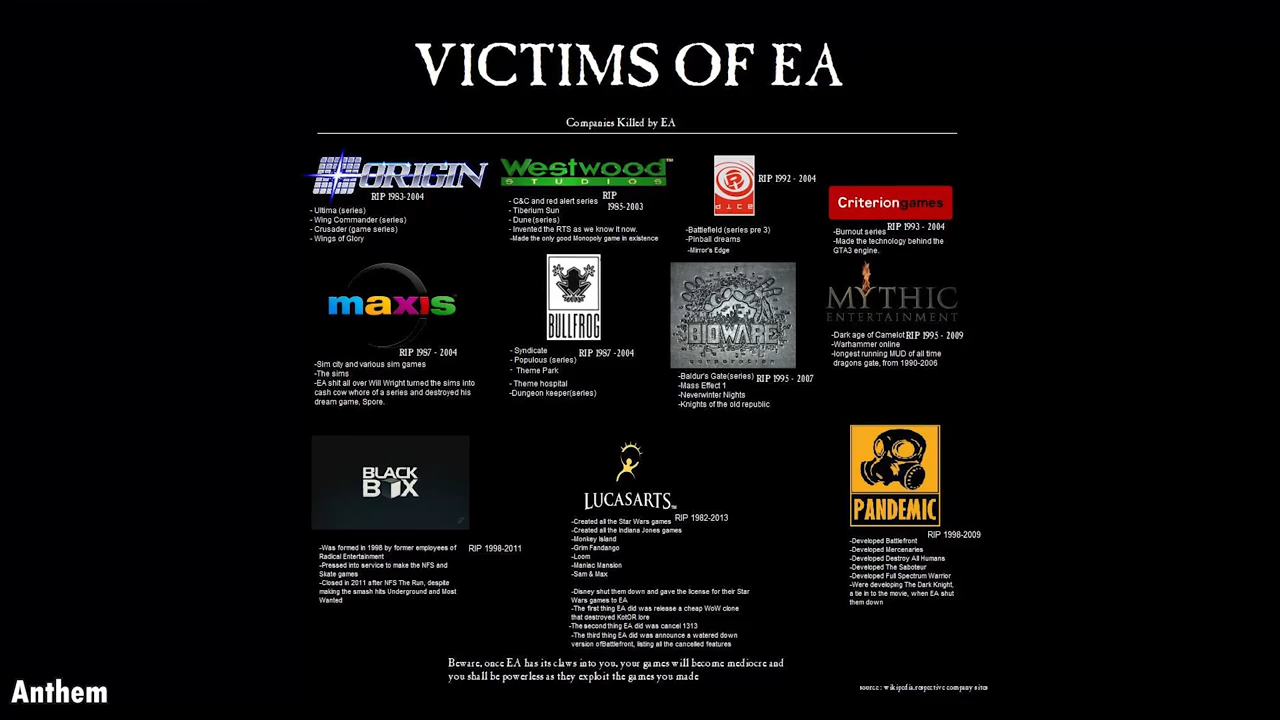 VICTIMS OF EA
Companies Killed by EA
ORIGIN
RIP 1983-2004
- Ultima (series)
- Wing Commander (series)
- Crusader (game series)
- Wings of Glory
Westwood™
STUDIOS
RIP
1985-2003
- C&C and red alert series
- Tiberium Sun
- Dune(series)
- Invented the RTS as we know it now.
-Made the only good Monopoly game in existence
DICE
RIP 1992 - 2004
-Battlefield (series pre 3)
-Pinball dreams
-Mirror's Edge
Criteriongames
RIP 1993 - 2004
-Burnout series
-Made the technology behind the
GTA3 engine.
maxis
RIP 1987 - 2004
-Sim city and various sim games
-The sims
-EA shit all over Will Wright turned the sims into
cash cow whore of a series and destroyed his
dream game, Spore.
BULLFROG
RIP 1987 -2004
- Syndicate
- Populous (series)
- Theme Park
- Theme hospital
-Dungeon keeper(series)
BIOWARE
CORPORATION
RIP 1995 - 2007
-Baldur's Gate(series)
-Mass Effect 1
-Neverwinter Nights
-Knights of the old republic
MYTHIC
ENTERTAINMENT
RIP 1995 - 2009
-Dark age of Camelot
-Warhammer online
-longest running MUD of all time
dragons gate, from 1990-2006
BLACK
BOX
RIP 1998-2011
-Was formed in 1998 by former employees of
Radical Entertainment
-Pressed into service to make the NFS and
Skate games
-Closed in 2011 after NFS The Run, despite
making the smash hits Underground and Most
Wanted
LUCASARTS™
RIP 1982-2013
-Created all the Star Wars games
-Created all the Indiana Jones games
-Monkey Island
-Grim Fandango
-Loom
-Maniac Mansion
-Sam & Max
-Disney shut them down and gave the license for their Star
Wars games to EA
-The first thing EA did was release a cheap WoW clone
that destroyed KotOR lore
-The second thing EA did was cancel 1313
-The third thing EA did was announce a watered down
version ofBattlefront, listing all the cancelled features
PANDEMIC
RIP 1998-2009
-Developed Battlefront
-Developed Mercenaries
-Developed Destroy All Humans
-Developed The Saboteur
-Developed Full Spectrum Warrior
-Were developing The Dark Knight,
a tie in to the movie, when EA shut
them down
Beware, once EA has its claws into you, your games will become mediocre and
you shall be powerless as they exploit the games you made
source : wikipedia,respective company sites
Anthem